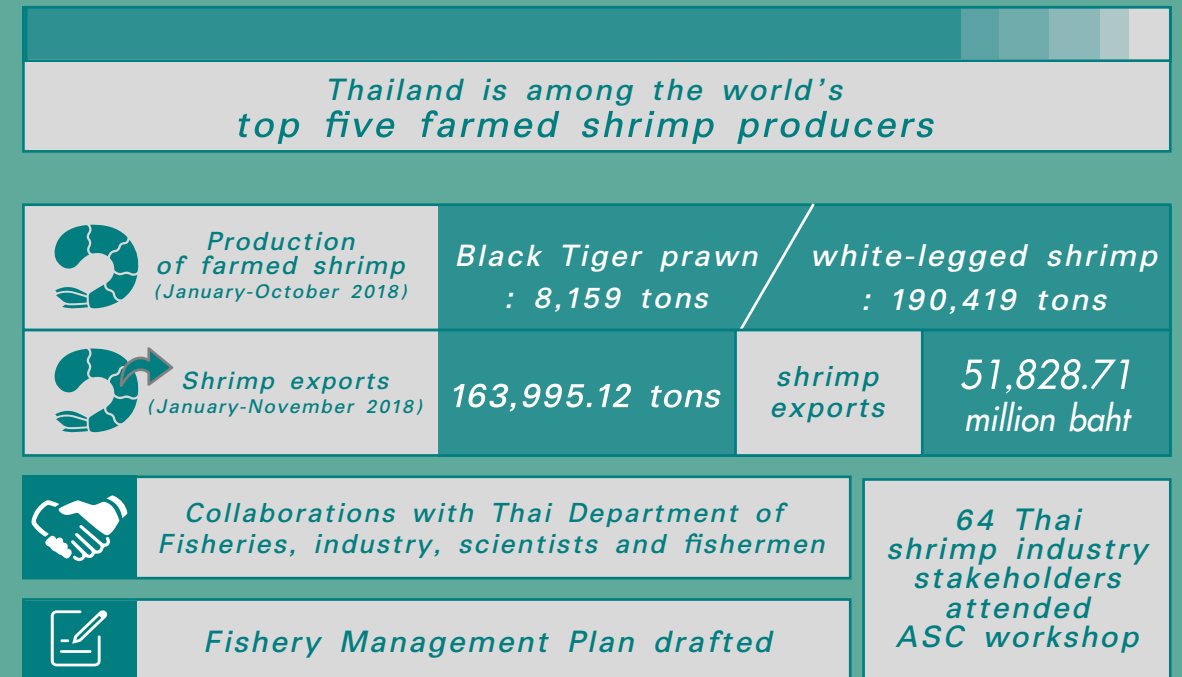 Thailand is among the world's
top five farmed shrimp producers
Production
of farmed shrimp
(January-October 2018)
Black Tiger prawn
: 8,159 tons
white-legged shrimp
: 190,419 tons
Shrimp exports
(January-November 2018)
163,995.12 tons
shrimp
exports
51,828.71
million baht
Collaborations with Thai Department of
Fisheries, industry, scientists and fishermen
Fishery Management Plan drafted
64 Thai
shrimp industry
stakeholders
attended
ASC workshop